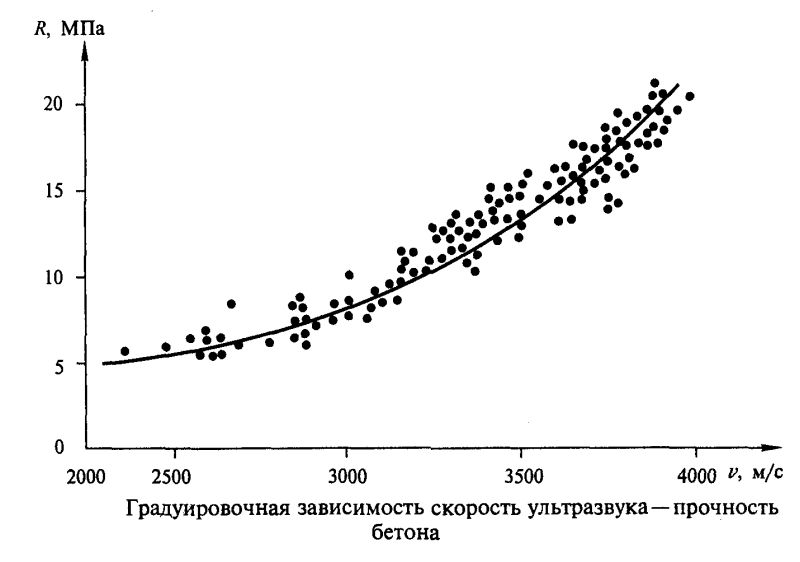 R, МПа
20
15
10
5
0
2000 2500 3000 3500 4000 v, м/с
Градуировочная зависимость скорость ультразвука—прочность
бетона